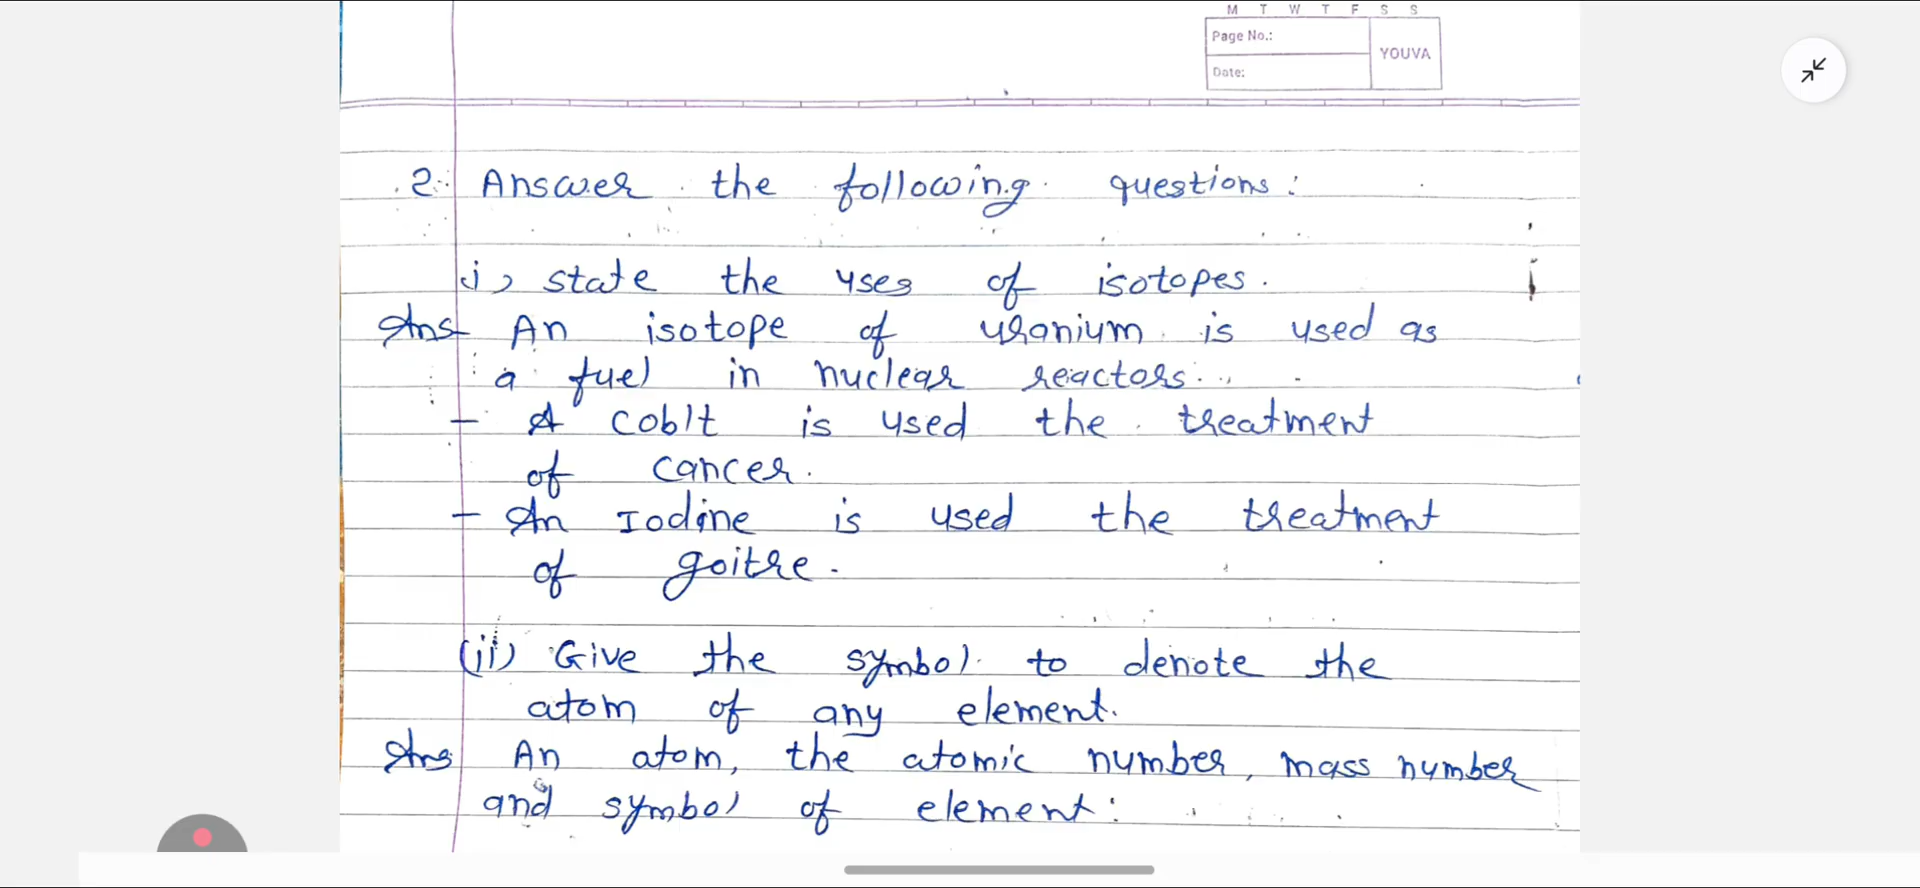 M T W T F S S
Page No.:
YOUVA
Date:
2. Answer the following questions:
i) state the uses of isotopes.
Ans An isotope of uranium is used as
a fuel in nuclear reactors.
- A coblt is used the treatment
of cancer.
- An Iodine is used the treatment
of goitre.
(ii) Give the symbol to denote the
atom of any element.
Ans An atom, the atomic number, mass number
and symbol of element: